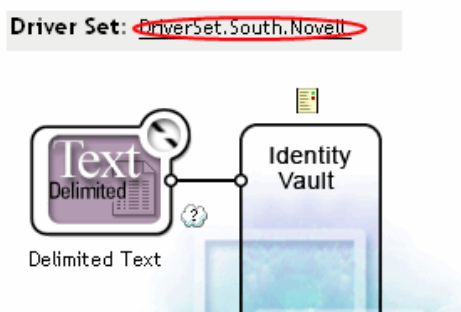 Driver Set: DriverSet.South.Novell
Identity
Vault
Text
Delimited
?
Delimited Text